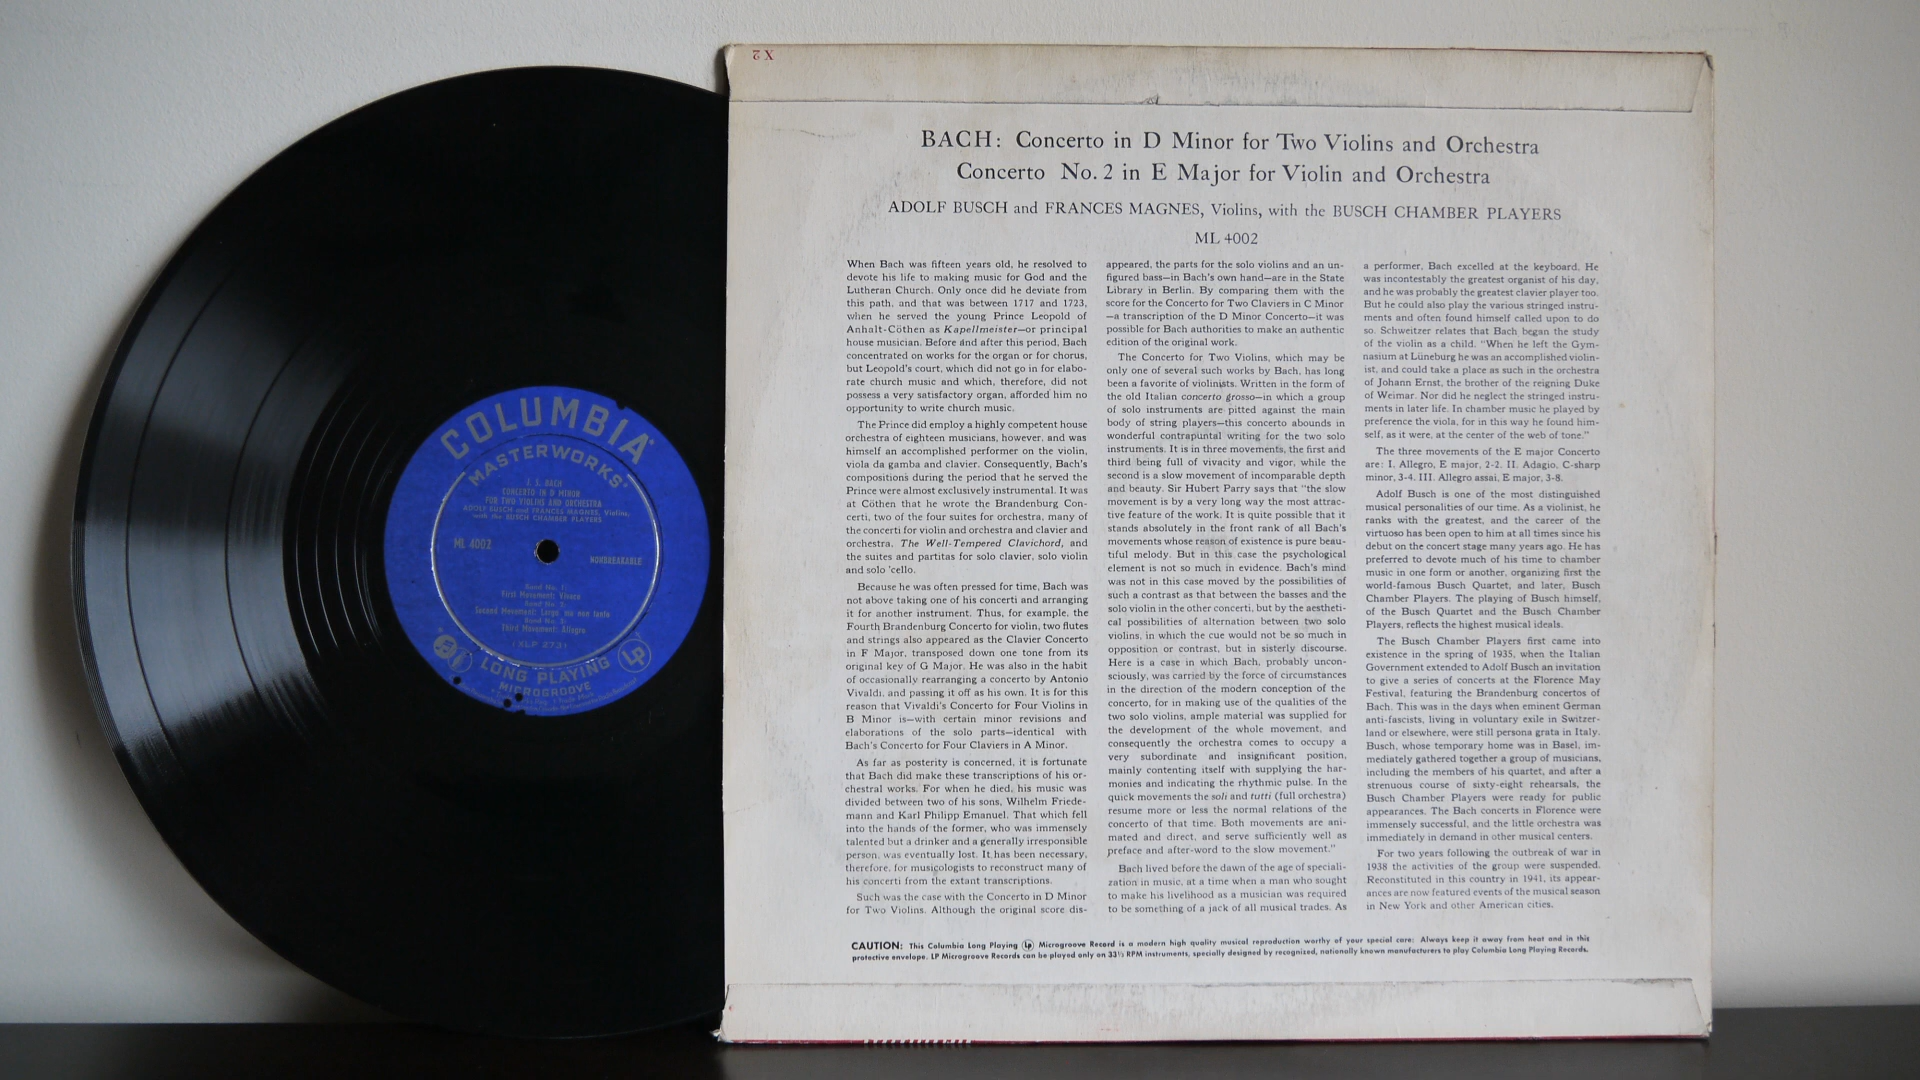 COLUMBIA
MASTERWORKS
J. S. BACH
CONCERTO IN D MINOR
FOR TWO VIOLINS AND ORCHESTRA
ADOLF BUSCH and FRANCES MAGNES, Violins,
with the BUSCH CHAMBER PLAYERS
ML 4002
NONBREAKABLE
Band No. 1:
First Movement: Vivace
Band No. 2:
Second Movement: Largo ma non tanto
Band No. 3:
Third Movement: Allegro
(XLP 273)
LONG PLAYING
Lp
MICROGROOVE
X 2
BACH: Concerto in D Minor for Two Violins and Orchestra
Concerto No. 2 in E Major for Violin and Orchestra
ADOLF BUSCH and FRANCES MAGNES, Violins, with the BUSCH CHAMBER PLAYERS
ML 4002
When Bach was fifteen years old, he resolved to
devote his life to making music for God and the
Lutheran Church. Only once did he deviate from
this path, and that was between 1717 and 1723,
when he served the young Prince Leopold of
Anhalt-Cöthen as Kapellmeister—or principal
house musician. Before and after this period, Bach
concentrated on works for the organ or for chorus,
but Leopold's court, which did not go in for elabo-
rate church music and which, therefore, did not
possess a very satisfactory organ, afforded him no
opportunity to write church music.
The Prince did employ a highly competent house
orchestra of eighteen musicians, however, and was
himself an accomplished performer on the violin,
viola da gamba and clavier. Consequently, Bach's
compositions during the period that he served the
Prince were almost exclusively instrumental. It was
at Cöthen that he wrote the Brandenburg Con-
certi, two of the four suites for orchestra, many of
the concerti for violin and orchestra and clavier and
orchestra, The Well-Tempered Clavichord, and
the suites and partitas for solo clavier, solo violin
and solo 'cello.
Because he was often pressed for time, Bach was
not above taking one of his concerti and arranging
it for another instrument. Thus, for example, the
Fourth Brandenburg Concerto for violin, two flutes
and strings also appeared as the Clavier Concerto
in F Major, transposed down one tone from its
original key of G Major. He was also in the habit
of occasionally rearranging a concerto by Antonio
Vivaldi, and passing it off as his own. It is for this
reason that Vivaldi's Concerto for Four Violins in
B Minor is—with certain minor revisions and
elaborations of the solo parts—identical with
Bach's Concerto for Four Claviers in A Minor.
As far as posterity is concerned, it is fortunate
that Bach did make these transcriptions of his or-
chestral works. For when he died, his music was
divided between two of his sons, Wilhelm Friede-
mann and Karl Philipp Emanuel. That which fell
into the hands of the former, who was immensely
talented but a drinker and a generally irresponsible
person, was eventually lost. It has been necessary,
therefore, for musicologists to reconstruct many of
his concerti from the extant transcriptions.
Such was the case with the Concerto in D Minor
for Two Violins. Although the original score dis-
appeared, the parts for the solo violins and an un-
figured bass—in Bach's own hand—are in the State
Library in Berlin. By comparing them with the
score for the Concerto for Two Claviers in C Minor
—a transcription of the D Minor Concerto—it was
possible for Bach authorities to make an authentic
edition of the original work.
The Concerto for Two Violins, which may be
only one of several such works by Bach, has long
been a favorite of violinists. Written in the form of
the old Italian concerto grosso—in which a group
of solo instruments are pitted against the main
body of string players—this concerto abounds in
wonderful contrapuntal writing for the two solo
instruments. It is in three movements, the first and
third being full of vivacity and vigor, while the
second is a slow movement of incomparable depth
and beauty. Sir Hubert Parry says that "the slow
movement is by a very long way the most attrac-
tive feature of the work. It is quite possible that it
stands absolutely in the front rank of all Bach's
movements whose reason of existence is pure beau-
tiful melody. But in this case the psychological
element is not so much in evidence. Bach's mind
was not in this case moved by the possibilities of
such a contrast as that between the basses and the
solo violin in the other concerti, but by the aestheti-
cal possibilities of alternation between two solo
violins, in which the cue would not be so much in
opposition or contrast, but in sisterly discourse.
Here is a case in which Bach, probably uncon-
sciously, was carried by the force of circumstances
in the direction of the modern conception of the
concerto, for in making use of the qualities of the
two solo violins, ample material was supplied for
the development of the whole movement, and
consequently the orchestra comes to occupy a
very subordinate and insignificant position,
mainly contenting itself with supplying the har-
monies and indicating the rhythmic pulse. In the
quick movements the soli and tutti (full orchestra)
resume more or less the normal relations of the
concerto of that time. Both movements are ani-
mated and direct, and serve sufficiently well as
preface and after-word to the slow movement."
Bach lived before the dawn of the age of speciali-
zation in music, at a time when a man who sought
to make his livelihood as a musician was required
to be something of a jack of all musical trades. As
a performer, Bach excelled at the keyboard. He
was incontestably the greatest organist of his day,
and he was probably the greatest clavier player too.
But he could also play the various stringed instru-
ments and often found himself called upon to do
so. Schweitzer relates that Bach began the study
of the violin as a child. "When he left the Gym-
nasium at Lüneburg he was an accomplished violin-
ist, and could take a place as such in the orchestra
of Johann Ernst, the brother of the reigning Duke
of Weimar. Nor did he neglect the stringed instru-
ments in later life. In chamber music he played by
preference the viola, for in this way he found him-
self, as it were, at the center of the web of tone."
The three movements of the E major Concerto
are: I. Allegro, E major, 2-2. II. Adagio, C-sharp
minor, 3-4. III. Allegro assai, E major, 3-8.
Adolf Busch is one of the most distinguished
musical personalities of our time. As a violinist, he
ranks with the greatest, and the career of the
virtuoso has been open to him at all times since his
debut on the concert stage many years ago. He has
preferred to devote much of his time to chamber
music in one form or another, organizing first the
world-famous Busch Quartet, and later, Busch
Chamber Players. The playing of Busch himself,
of the Busch Quartet and the Busch Chamber
Players, reflects the highest musical ideals.
The Busch Chamber Players first came into
existence in the spring of 1935, when the Italian
Government extended to Adolf Busch an invitation
to give a series of concerts at the Florence May
Festival, featuring the Brandenburg concertos of
Bach. This was in the days when eminent German
anti-fascists, living in voluntary exile in Switzer-
land or elsewhere, were still persona grata in Italy.
Busch, whose temporary home was in Basel, im-
mediately gathered together a group of musicians,
including the members of his quartet, and after a
strenuous course of sixty-eight rehearsals, the
Busch Chamber Players were ready for public
appearances. The Bach concerts in Florence were
immensely successful, and the little orchestra was
immediately in demand in other musical centers.
For two years following the outbreak of war in
1938 the activities of the group were suspended.
Reconstituted in this country in 1941, its appear-
ances are now featured events of the musical season
in New York and other American cities.
CAUTION: This Columbia Long Playing Lp Microgroove Record is a modern high quality musical reproduction worthy of your special care: Always keep it away from heat and in this
protective envelope. LP Microgroove Records can be played only on 33⅓ RPM instruments, specially designed by recognized, nationally known manufacturers to play Columbia Long Playing Records.